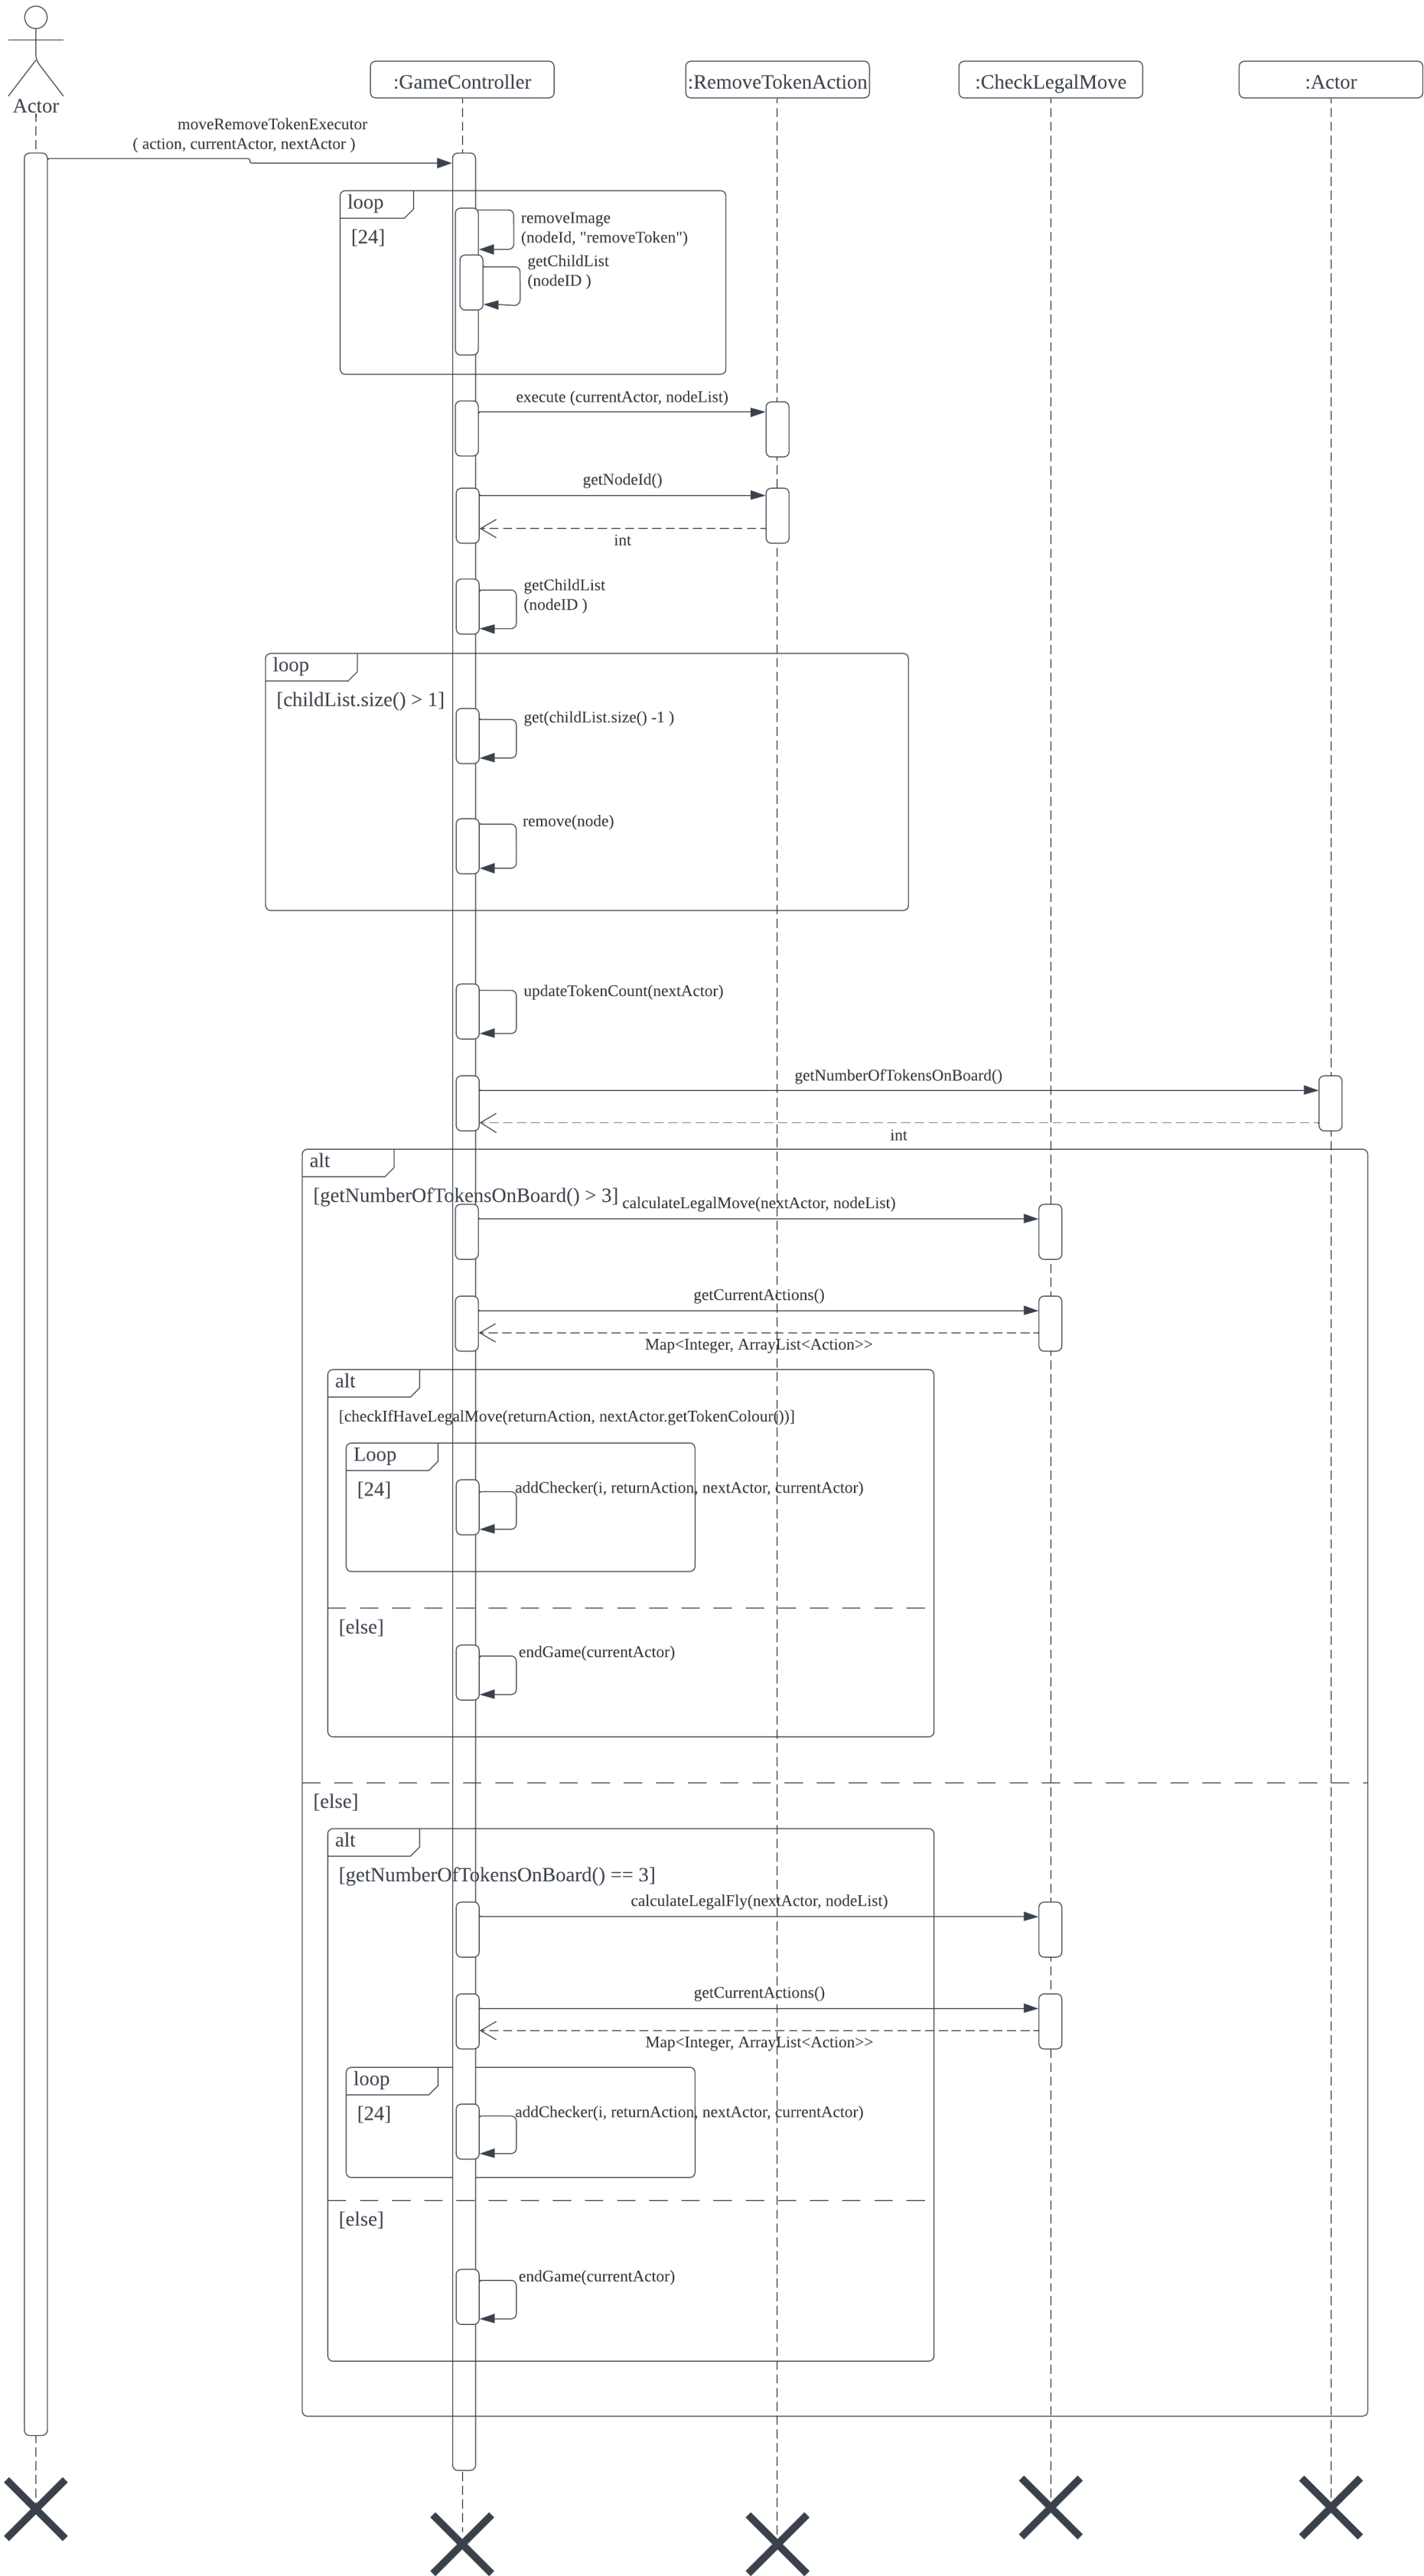 Actor
:GameController
:RemoveTokenAction
:CheckLegalMove
:Actor
moveRemoveTokenExecutor
( action, currentActor, nextActor )
loop
[24]
removeImage
(nodeId, "removeToken")
getChildList
(nodeID )
execute (currentActor, nodeList)
getNodeId()
int
getChildList
(nodeID )
loop
[childList.size() > 1]
get(childList.size() -1 )
remove(node)
updateTokenCount(nextActor)
getNumberOfTokensOnBoard()
int
alt
[getNumberOfTokensOnBoard() > 3]
calculateLegalMove(nextActor, nodeList)
getCurrentActions()
Map<Integer, ArrayList<Action>>
alt
[checkIfHaveLegalMove(returnAction, nextActor.getTokenColour())]
Loop
[24]
addChecker(i, returnAction, nextActor, currentActor)
[else]
endGame(currentActor)
[else]
alt
[getNumberOfTokensOnBoard() == 3]
calculateLegalFly(nextActor, nodeList)
getCurrentActions()
Map<Integer, ArrayList<Action>>
loop
[24]
addChecker(i, returnAction, nextActor, currentActor)
[else]
endGame(currentActor)